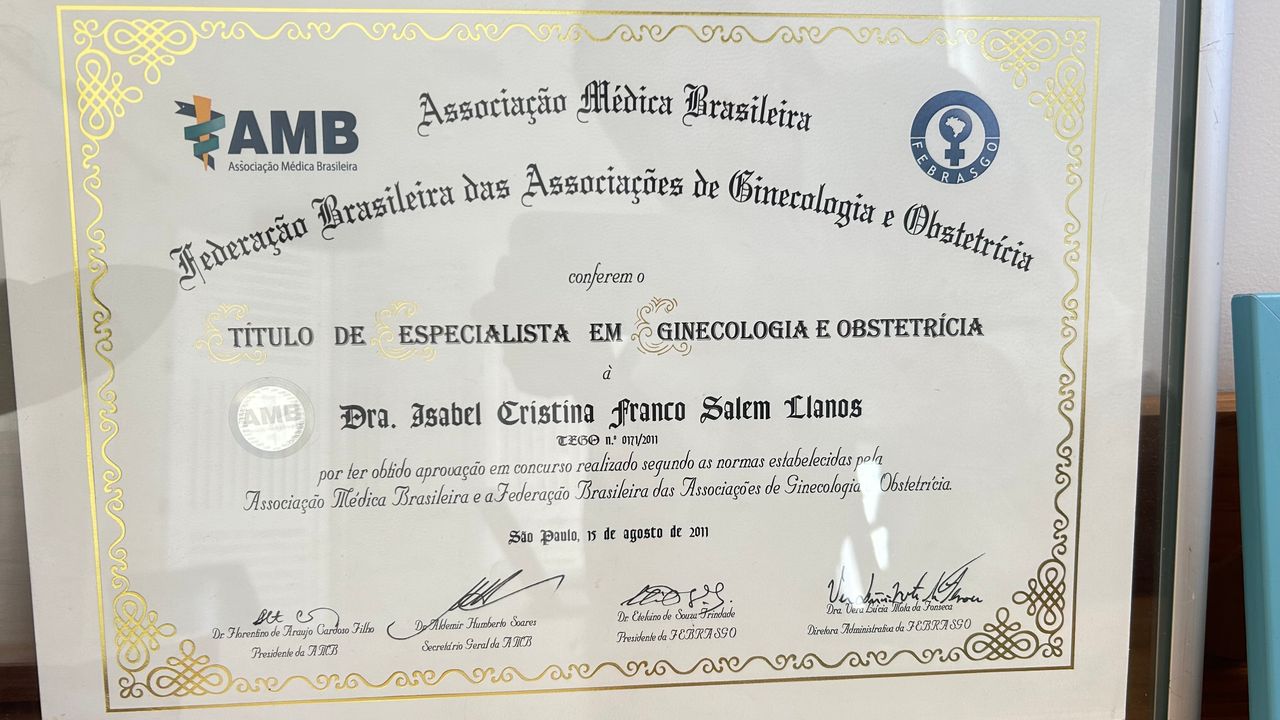 AMB
Associação Médica Brasileira
Associação Médica Brasileira
FEBRASGO
Federação Brasileira das Associações de Ginecologia e Obstetrícia
conferem o
TÍTULO DE ESPECIALISTA EM GINECOLOGIA E OBSTETRÍCIA
à
AMB
Dra. Isabel Cristina Franco Salem Llanos
TEGO n.º 0171/2011
por ter obtido aprovação em concurso realizado segundo as normas estabelecidas pela
Associação Médica Brasileira e a Federação Brasileira das Associações de Ginecologia Obstetrícia.
São Paulo, 15 de agosto de 2011
Dr. Florentino de Araujo Cardoso Filho
Presidente da AMB
Dr. Aldemir Humberto Soares
Secretário Geral da AMB
Dr. Etelvino de Souza Trindade
Presidente da FEBRASGO
Dra. Vera Lúcia Mota da Fonseca
Diretora Administrativa da FEBRASGO